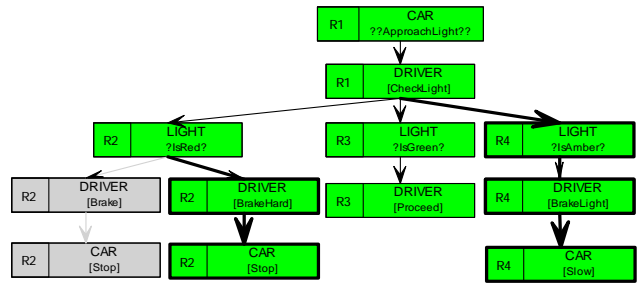 R1 CAR
??ApproachLight??
R1 DRIVER
[CheckLight]
R2 LIGHT
?IsRed?
R3 LIGHT
?IsGreen?
R4 LIGHT
?IsAmber?
R2 DRIVER
[Brake]
R2 DRIVER
[BrakeHard]
R3 DRIVER
[Proceed]
R4 DRIVER
[BrakeLight]
R2 CAR
[Stop]
R2 CAR
[Stop]
R4 CAR
[Slow]